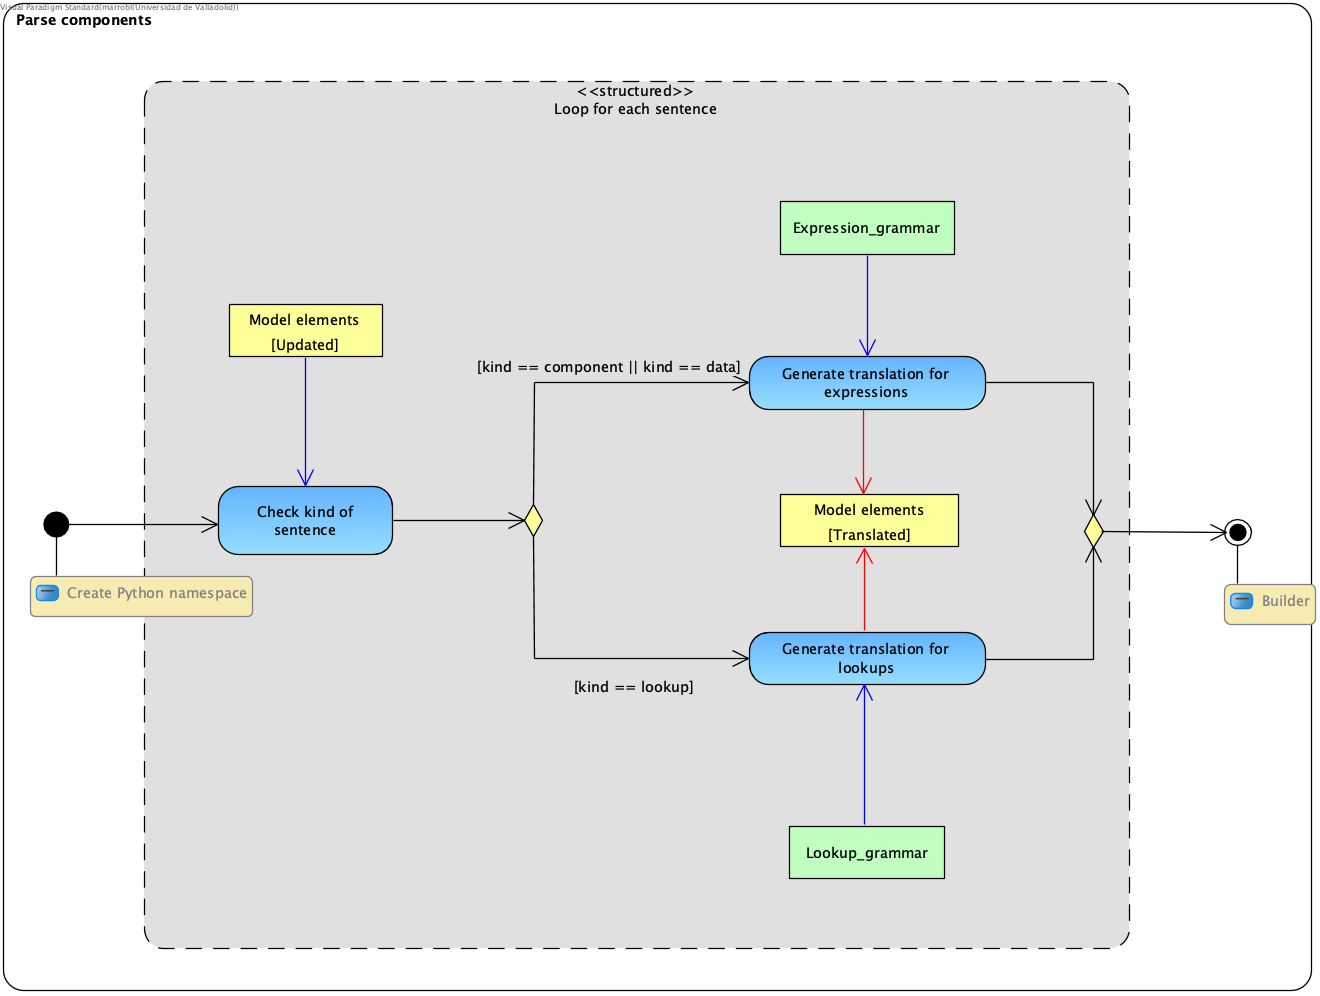 Visual Paradigm Standard(marrobl(Universidad de Valladolid))
Parse components
<<structured>>
Loop for each sentence
Expression_grammar
Model elements
[Updated]
[kind == component || kind == data]
Generate translation for
expressions
Check kind of
sentence
Model elements
[Translated]
Create Python namespace
Builder
Generate translation for
lookups
[kind == lookup]
Lookup_grammar